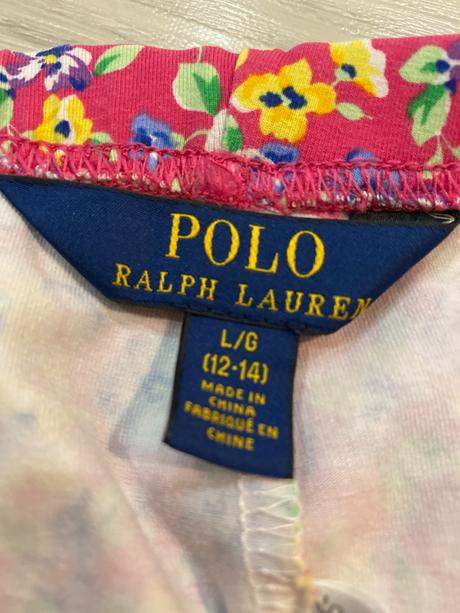 POLO
RALPH LAUREN
L/G
(12-14)
MADE IN
CHINA
FABRIQUÉ EN
CHINE